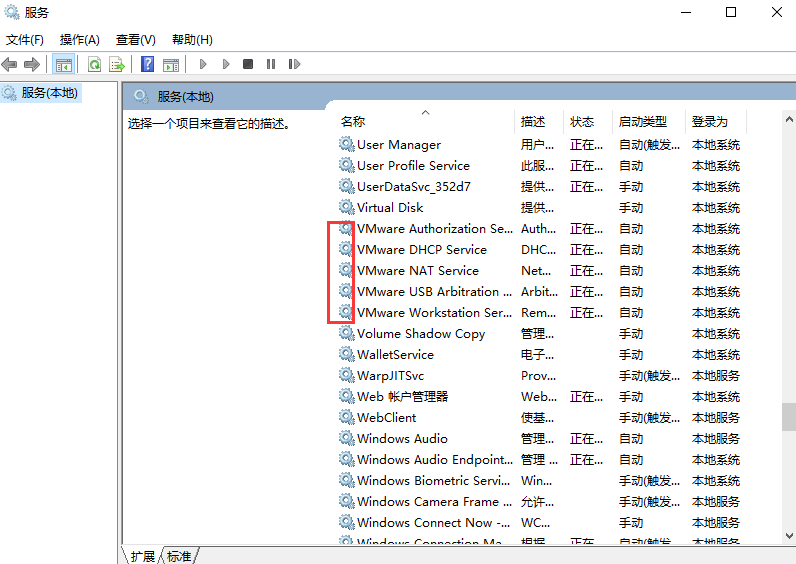 服务
文件(F) 操作(A) 查看(V) 帮助(H)
服务(本地)
服务(本地)
选择一个项目来查看它的描述。
名称 描述 状态 启动类型 登录为
User Manager 用户... 正在... 自动(触发... 本地系统
User Profile Service 此服... 正在... 自动 本地系统
UserDataSvc_352d7 提供... 正在... 手动 本地系统
Virtual Disk 提供... 手动 本地系统
VMware Authorization Se... Auth... 正在... 自动 本地系统
VMware DHCP Service DHC... 正在... 自动 本地系统
VMware NAT Service Net... 正在... 自动 本地系统
VMware USB Arbitration ... Arbit... 正在... 自动 本地系统
VMware Workstation Ser... Rem... 正在... 自动 本地系统
Volume Shadow Copy 管理... 手动 本地系统
WalletService 电子... 手动 本地系统
WarpJITSvc Prov... 手动(触发... 本地服务
Web 帐户管理器 Web... 正在... 手动 本地系统
WebClient 使基... 手动(触发... 本地服务
Windows Audio 管理... 正在... 自动 本地服务
Windows Audio Endpoint... 管理 ... 正在... 自动 本地系统
Windows Biometric Servi... Win... 手动(触发... 本地系统
Windows Camera Frame ... 允许... 手动(触发... 本地服务
Windows Connect Now -... WC... 手动 本地服务
Windows Connection Ma... 根据... 正在... 自动(触发... 本地服务
扩展 标准